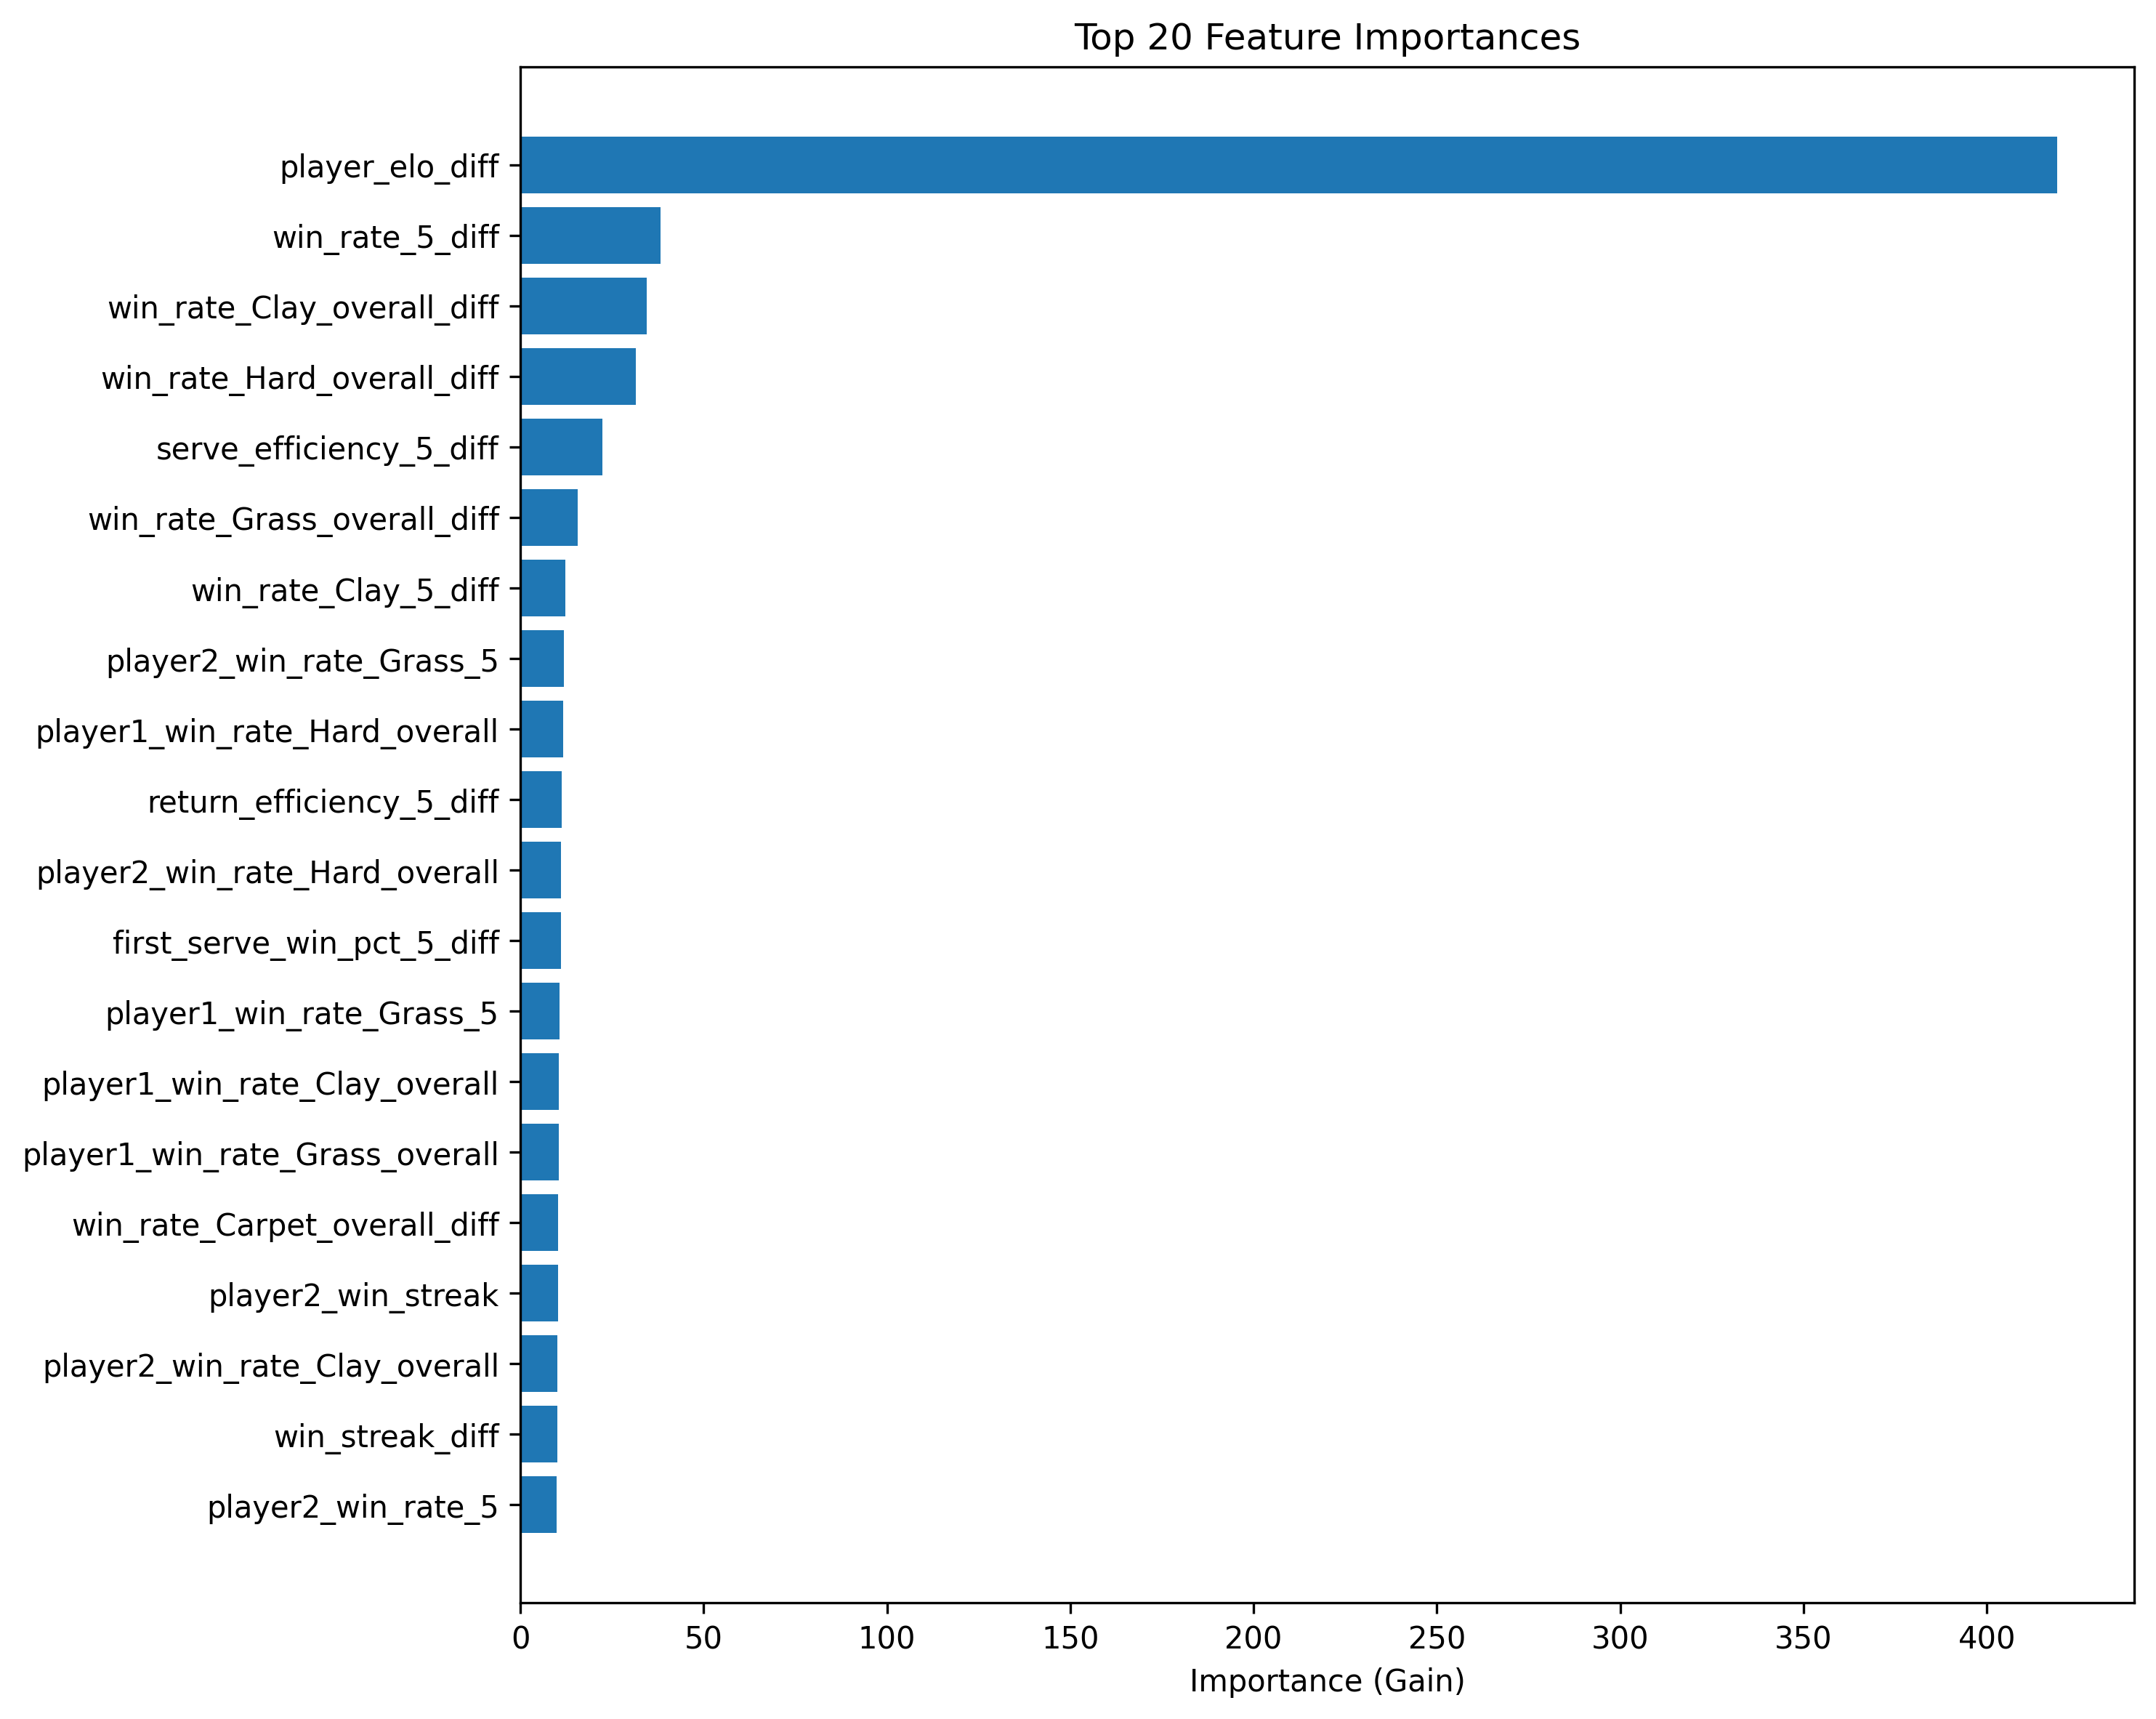 Top 20 Feature Importances
player_elo_diff
win_rate_5_diff
win_rate_Clay_overall_diff
win_rate_Hard_overall_diff
serve_efficiency_5_diff
win_rate_Grass_overall_diff
win_rate_Clay_5_diff
player2_win_rate_Grass_5
player1_win_rate_Hard_overall
return_efficiency_5_diff
player2_win_rate_Hard_overall
first_serve_win_pct_5_diff
player1_win_rate_Grass_5
player1_win_rate_Clay_overall
player1_win_rate_Grass_overall
win_rate_Carpet_overall_diff
player2_win_streak
player2_win_rate_Clay_overall
win_streak_diff
player2_win_rate_5
0 50 100 150 200 250 300 350 400
Importance (Gain)